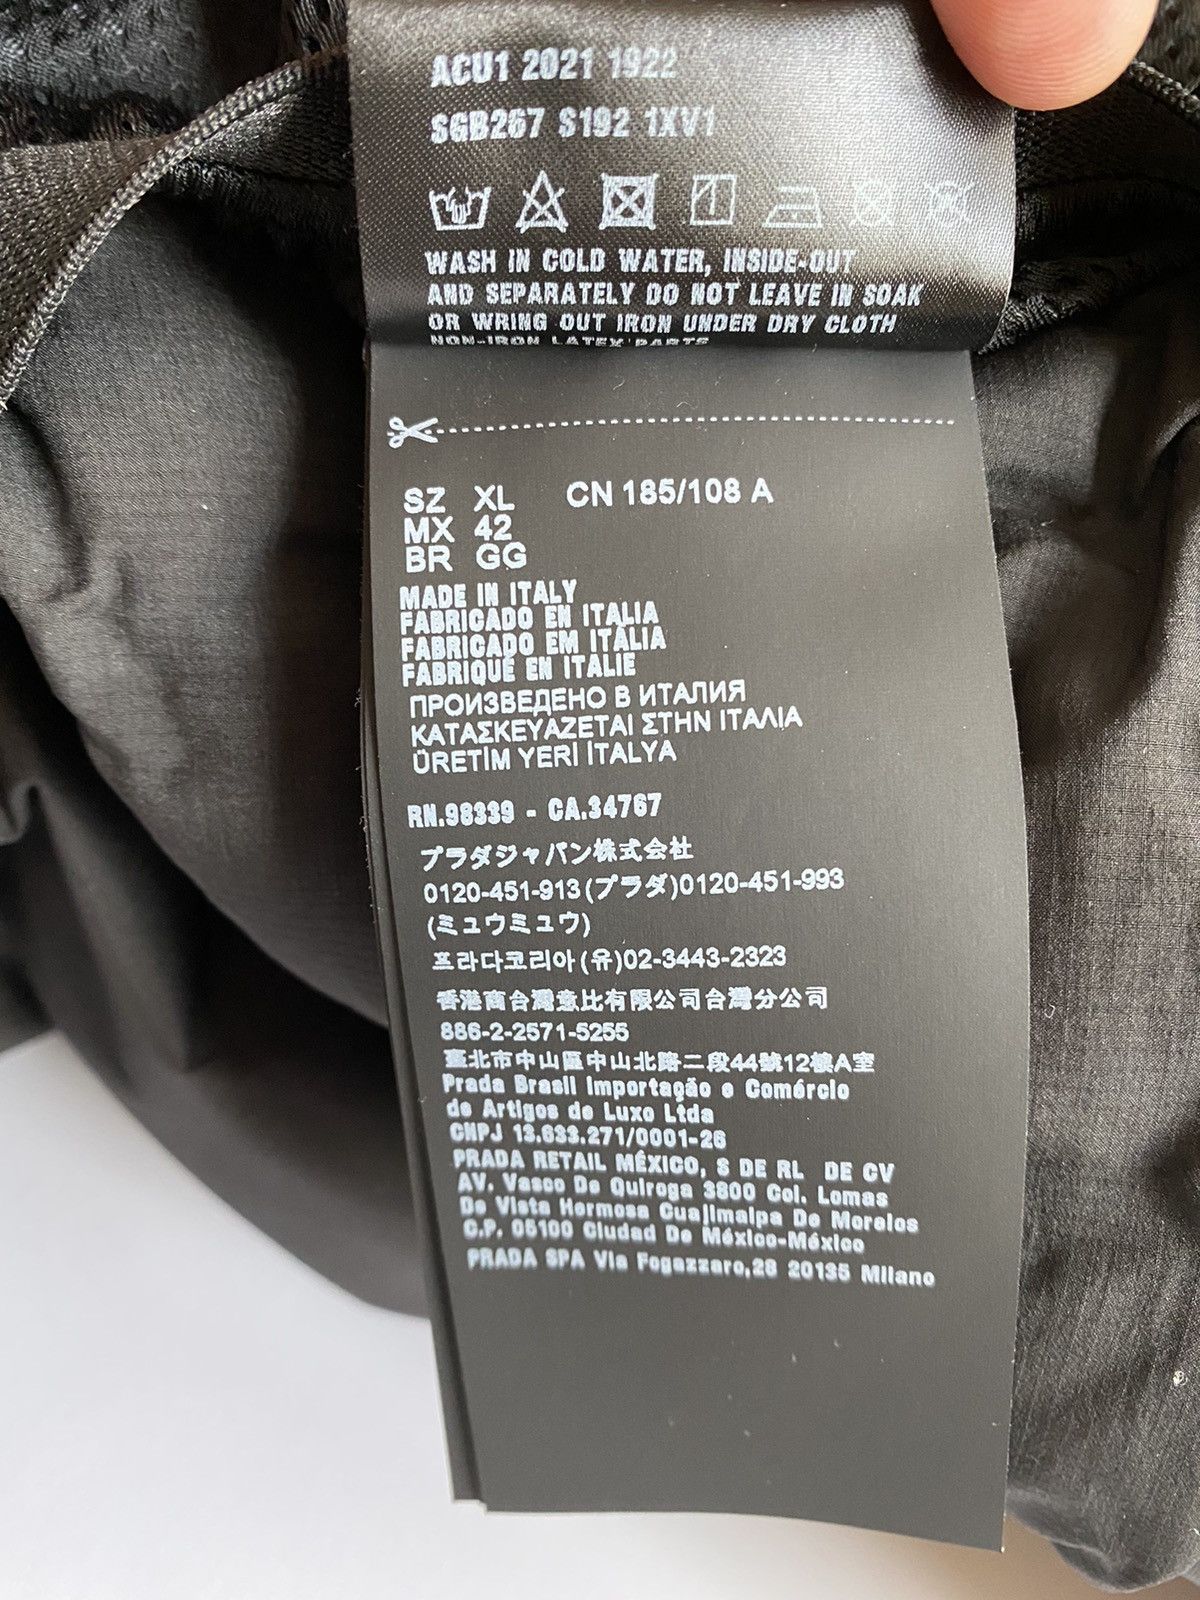 ACU1 2021 1922
SGB267 S192 1XV1
WASH IN COLD WATER, INSIDE-OUT
AND SEPARATELY DO NOT LEAVE IN SOAK
OR WRING OUT IRON UNDER DRY CLOTH
NON-IRON LATEX PARTS
SZ XL CN 185/108 A
MX 42
BR GG
MADE IN ITALY
FABRICADO EN ITALIA
FABRICADO EM ITÁLIA
FABRIQUÉ EN ITALIE
ПРОИЗВЕДЕНО В ИТАЛИЯ
ΚΑΤΑΣΚΕΥΑΖΕΤΑΙ ΣΤΗΝ ΙΤΑΛΙΑ
ÜRETİM YERİ İTALYA
RN.98339 - CA.34767
プラダジャパン株式会社
0120-451-913(プラダ)0120-451-993
(ミュウミュウ)
프라다코리아(유)02-3443-2323
香港商台灣意比有限公司台灣分公司
886-2-2571-5255
臺北市中山區中山北路二段44號12樓A室
Prada Brasil Importação e Comércio
de Artigos de Luxo Ltda
CNPJ 13.633.271/0001-26
PRADA RETAIL MÉXICO, S DE RL DE CV
AV. Vasco De Quiroga 3800 Col. Lomas
De Vista Hermosa Cuajimalpa De Morelos
C.P. 05100 Ciudad De México-México
PRADA SPA Via Fogazzaro,28 20135 Milano